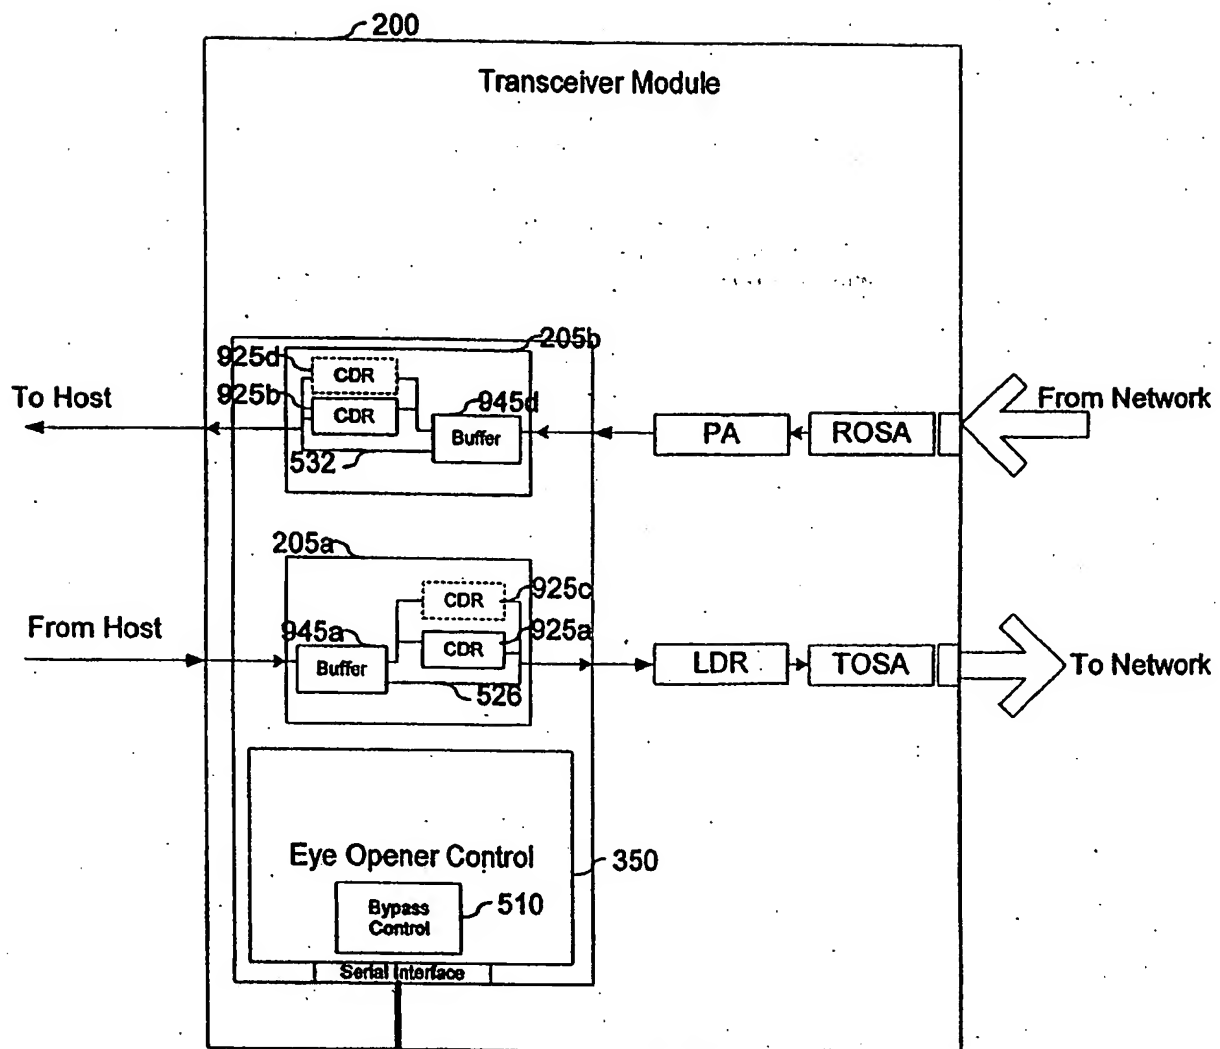 200
Transceiver Module
205b
925d
CDR
To Host
925b
CDR
945d
Buffer
532
PA
ROSA
From Network
205a
925c
CDR
From Host
945a
925a
CDR
Buffer
526
LDR
TOSA
To Network
Eye Opener Control
350
Bypass
Control
510
Serial Interface